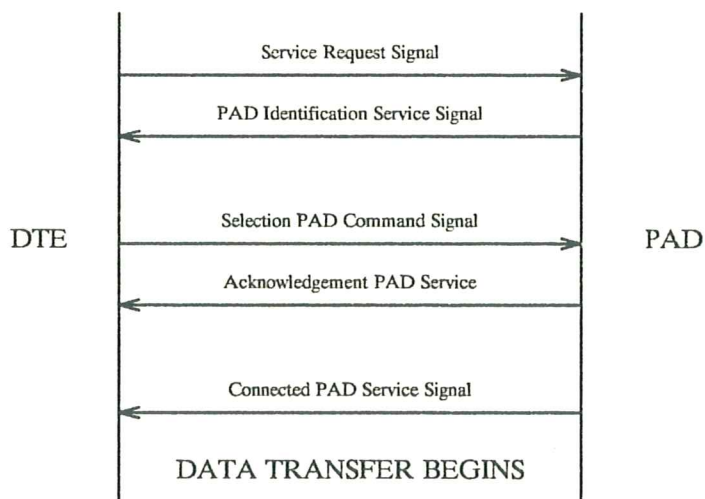 Service Request Signal
PAD Identification Service Signal
Selection PAD Command Signal
DTE
PAD
Acknowledgement PAD Service
Connected PAD Service Signal
DATA TRANSFER BEGINS